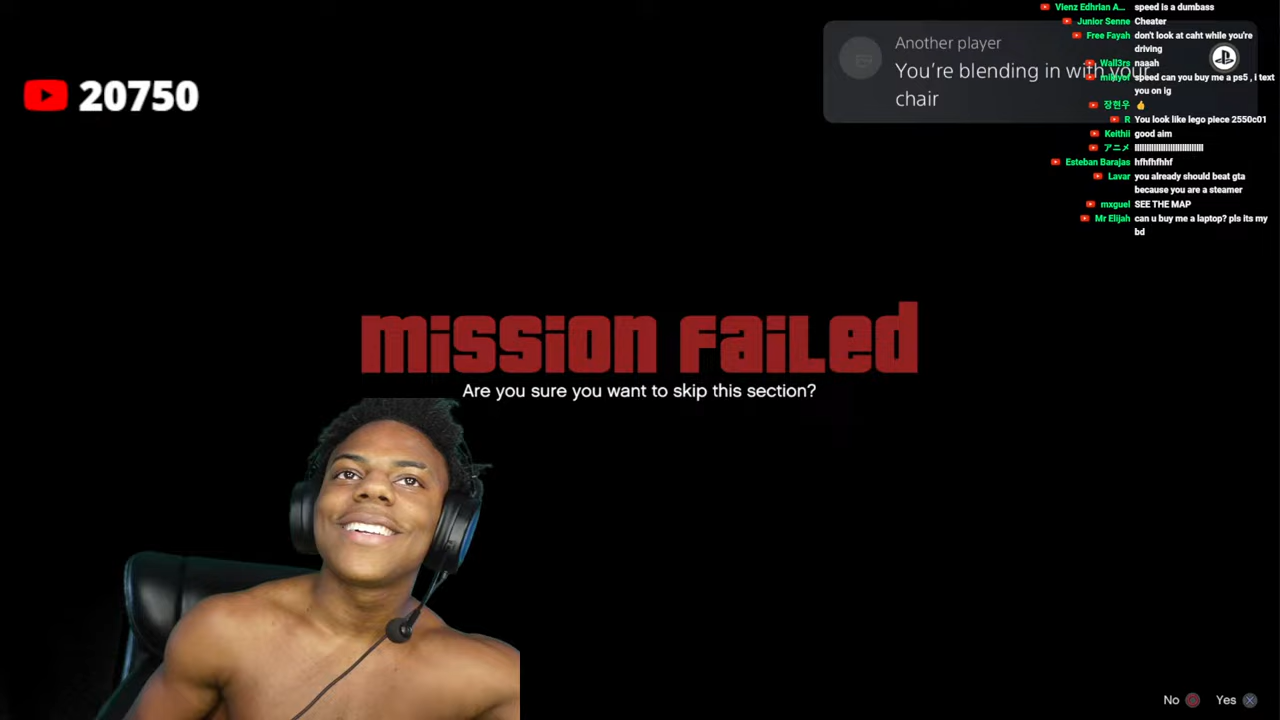 20750
Another player
You're blending in with your
chair
Vienz Edhrian A... speed is a dumbass
Junior Senne Cheater
Free Fayah don't look at caht while you're
driving
Wall3rs naaah
speed can you buy me a ps5 , i text
you on ig
장현우 👍
R You look like lego piece 2550c01
Keithii good aim
アニメ
Esteban Barajas hfhfhfhhf
Lavar you already should beat gta
because you are a steamer
mxguel SEE THE MAP
Mr Elijah can u buy me a laptop? pls its my
bd
mission failed
Are you sure you want to skip this section?
No Yes